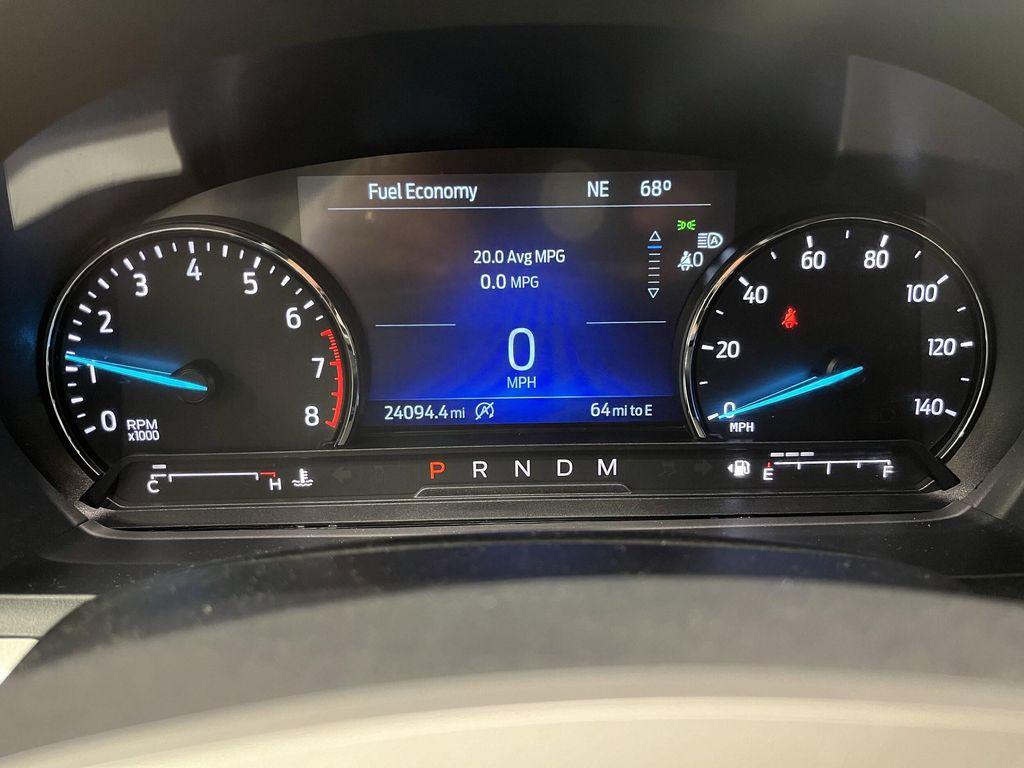 Fuel Economy NE 68°
20.0 Avg MPG
0.0 MPG
0
MPH
24094.4 mi 64 mi to E
0 1 2 3 4 5 6 7 8
RPM
x1000
0 20 40 60 80 100 120 140
MPH
A
C H
P R N D M
E F